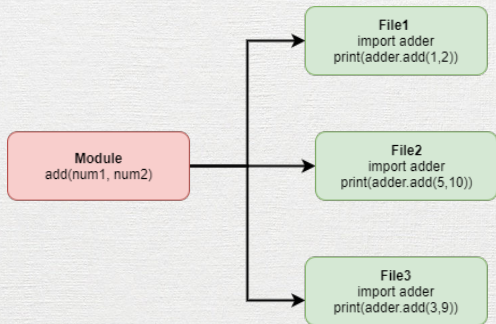 Module
add(num1, num2)
File1
import adder
print(adder.add(1,2))
File2
import adder
print(adder.add(5,10))
File3
import adder
print(adder.add(3,9))